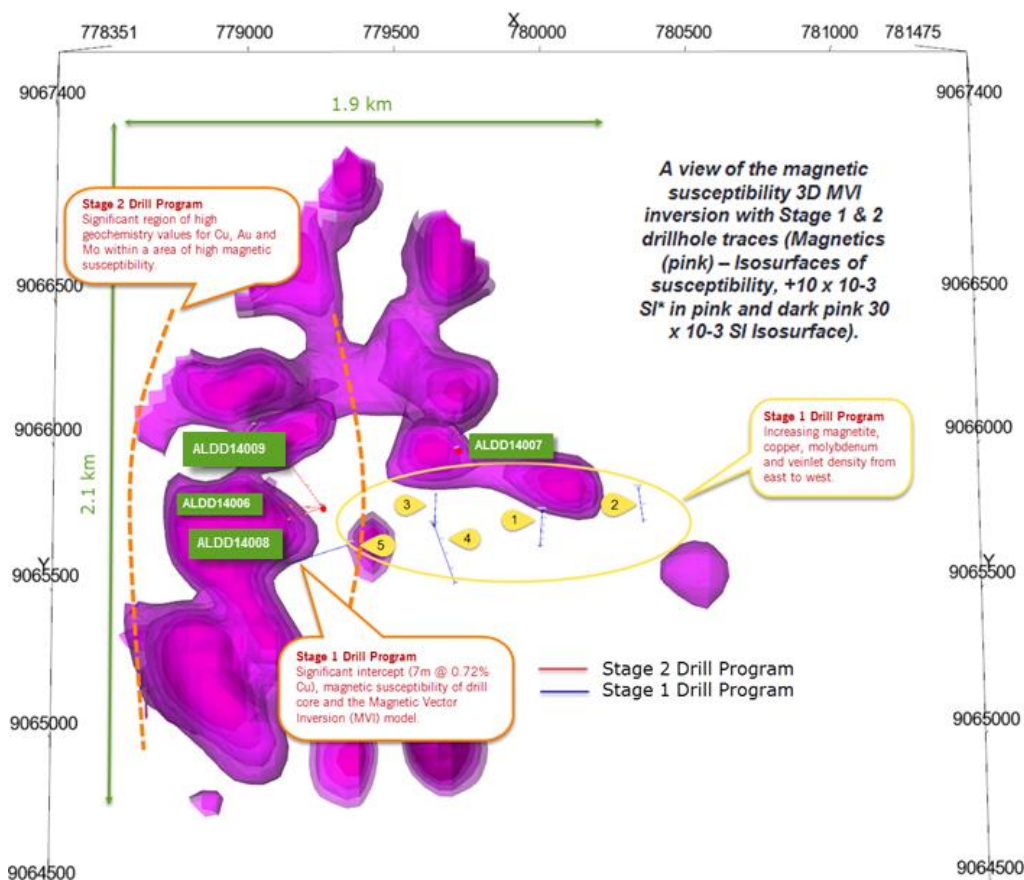 X
778351 779000 779500 780000 780500 781000 781475
9067400 9067400
1.9 km
A view of the magnetic
susceptibility 3D MVI
inversion with Stage 1 & 2
drillhole traces (Magnetics
(pink) – Isosurfaces of
susceptibility, +10 x 10-3
SI* in pink and dark pink 30
x 10-3 SI Isosurface).
Stage 2 Drill Program
Significant region of high
geochemistry values for Cu, Au and
Mo within a area of high magnetic
susceptibility.
9066500 9066500
Stage 1 Drill Program
Increasing magnetite,
copper, molybdenum
and veinlet density from
east to west.
9066000 9066000
ALDD14009
ALDD14007
2.1 km
ALDD14006
ALDD14008
3
1
2
4
5
Y Y
9065500 9065500
Stage 1 Drill Program
Significant intercept (7m @ 0.72%
Cu), magnetic susceptibility of drill
core and the Magnetic Vector
Inversion (MVI) model.
Stage 2 Drill Program
Stage 1 Drill Program
9065000 9065000
9064500 9064500